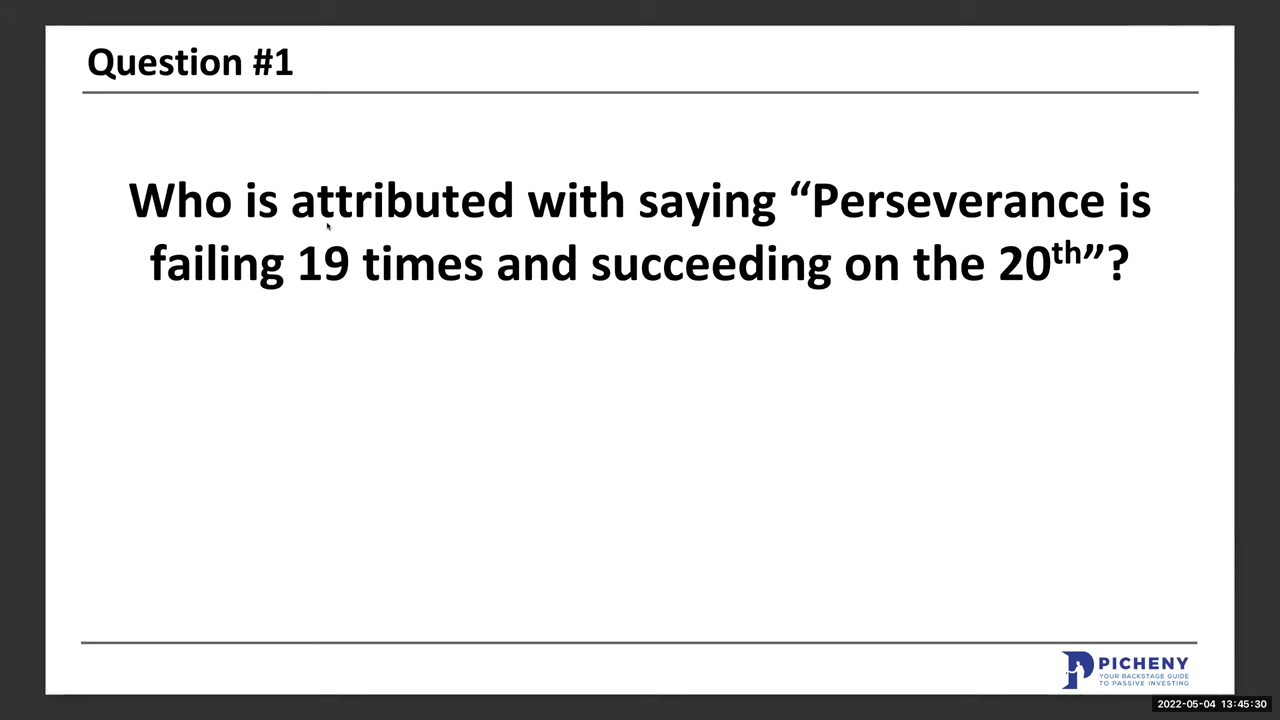 Question #1
Who is attributed with saying “Perseverance is
failing 19 times and succeeding on the 20th”?
PICHENY
YOUR BACKSTAGE GUIDE
TO PASSIVE INVESTING
2022-05-04 13:45:30